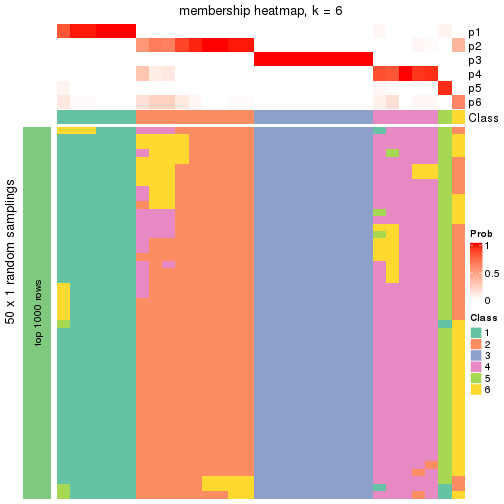 membership heatmap, k = 6
p1
p2
p3
p4
p5
p6
Class
50 x 1 random samplings
top 1000 rows
Prob
1
0.5
0
Class
1
2
3
4
5
6